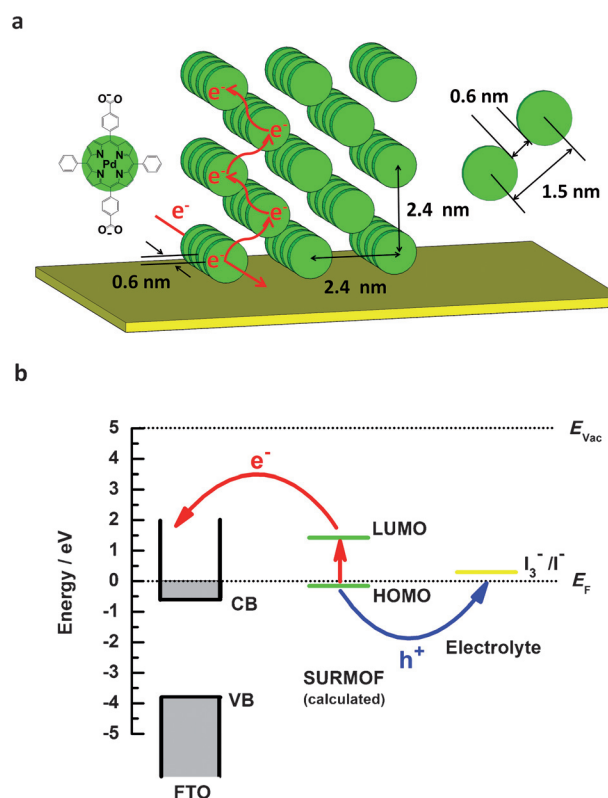 a
O O⁻
N N
Pd
N N
O O⁻
e⁻
e⁻
e⁻
e⁻
e⁻
e⁻
0.6 nm
2.4 nm
2.4 nm
0.6 nm
1.5 nm
b
5
4
3
2
1
0
-1
-2
-3
-4
-5
Energy / eV
E_Vac
e⁻
LUMO
I₃⁻/I⁻
E_F
CB
HOMO
Electrolyte
h⁺
SURMOF
(calculated)
VB
FTO